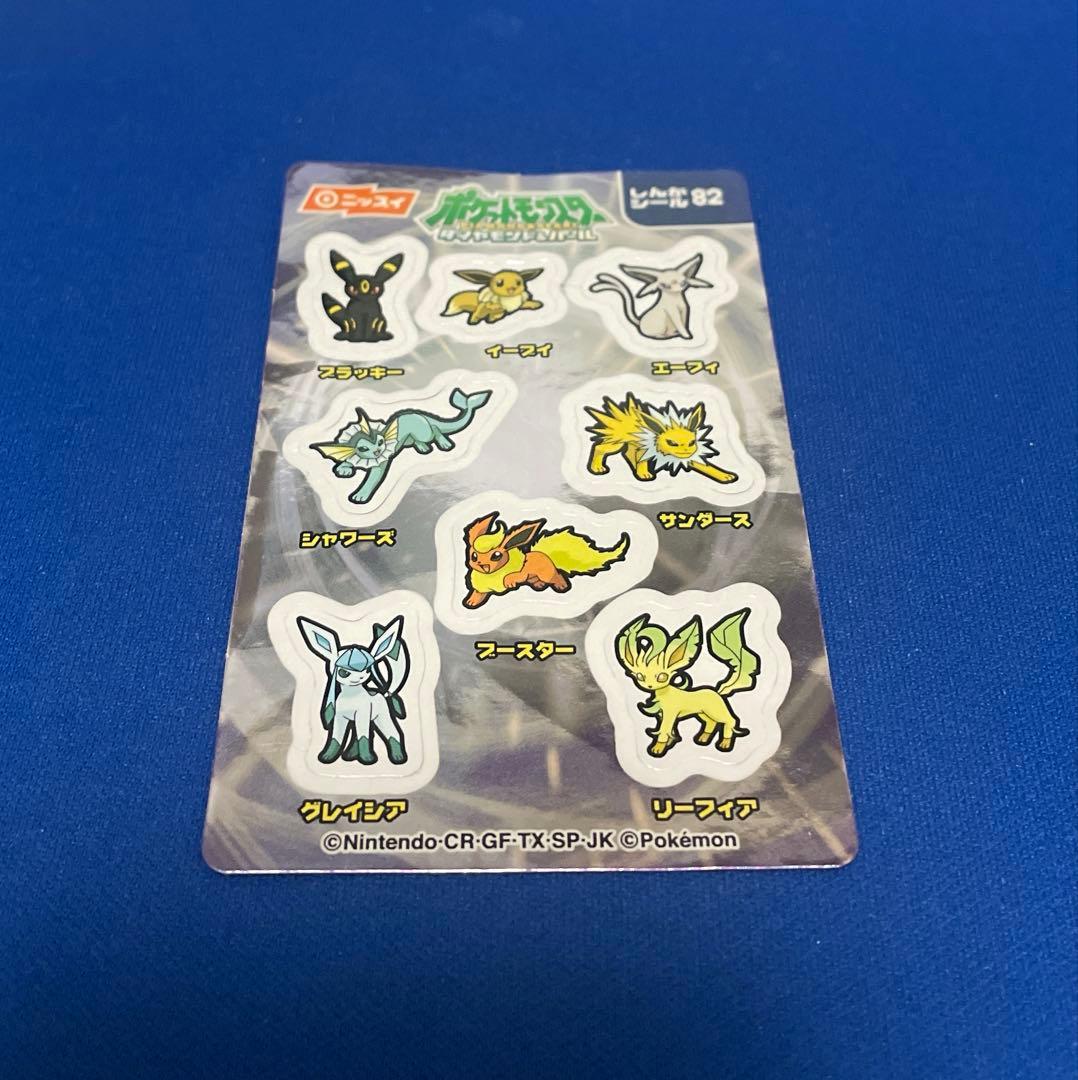 ニッスイ
ポケットモンスター
ダイヤモンド&パール
しんか
シール 82
ブラッキー
イーブイ
エーフィ
シャワーズ
サンダース
ブースター
グレイシア
リーフィア
©Nintendo·CR·GF·TX·SP·JK ©Pokémon